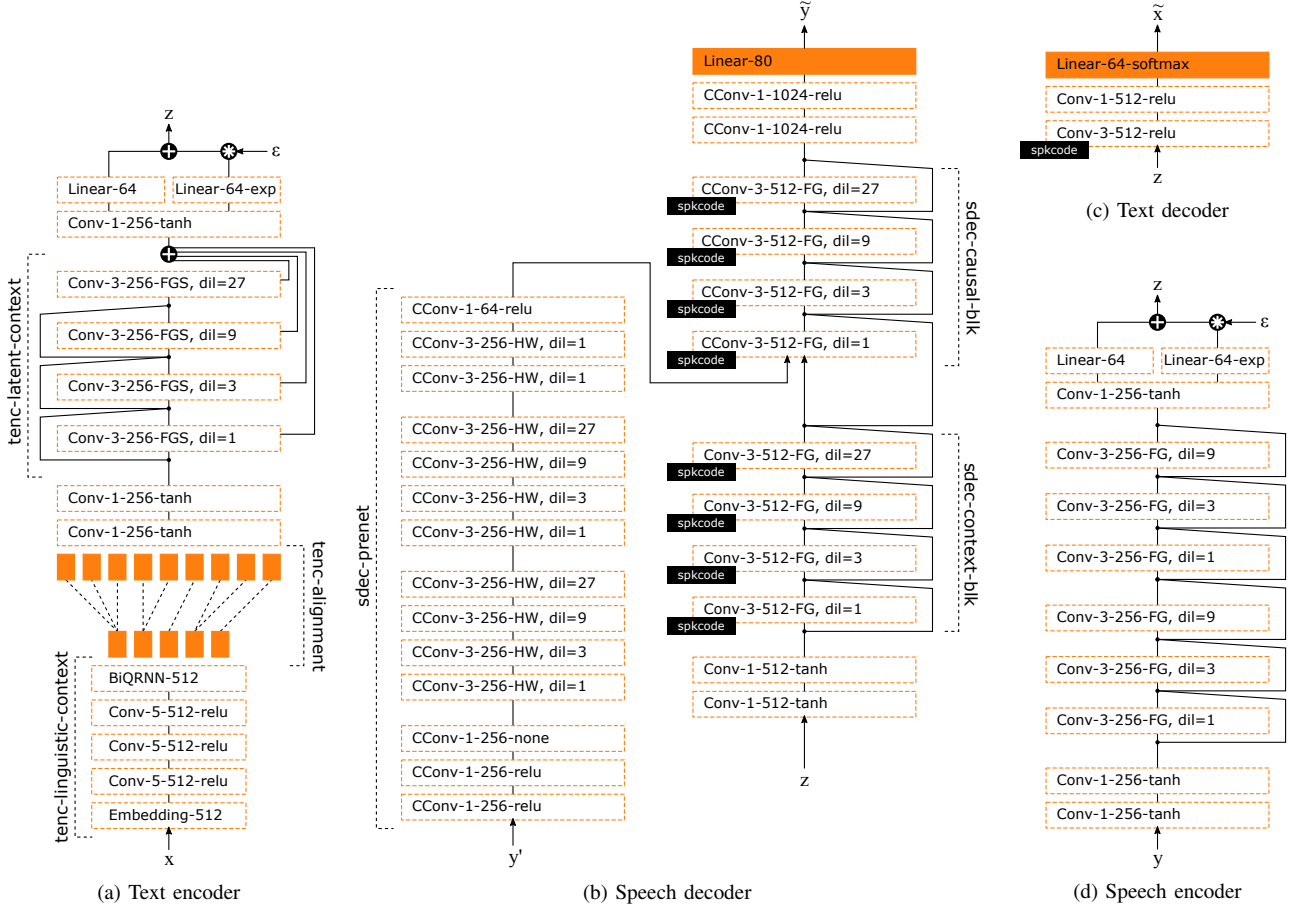 z
ε
Linear-64
Linear-64-exp
Conv-1-256-tanh
tenc-latent-context
Conv-3-256-FGS, dil=27
Conv-3-256-FGS, dil=9
Conv-3-256-FGS, dil=3
Conv-3-256-FGS, dil=1
Conv-1-256-tanh
Conv-1-256-tanh
tenc-alignment
tenc-linguistic-context
BiQRNN-512
Conv-5-512-relu
Conv-5-512-relu
Conv-5-512-relu
Embedding-512
x
(a) Text encoder
sdec-prenet
CConv-1-64-relu
CConv-3-256-HW, dil=1
CConv-3-256-HW, dil=1
CConv-3-256-HW, dil=27
CConv-3-256-HW, dil=9
CConv-3-256-HW, dil=3
CConv-3-256-HW, dil=1
CConv-3-256-HW, dil=27
CConv-3-256-HW, dil=9
CConv-3-256-HW, dil=3
CConv-3-256-HW, dil=1
CConv-1-256-none
CConv-1-256-relu
CConv-1-256-relu
y'
ỹ
Linear-80
CConv-1-1024-relu
CConv-1-1024-relu
CConv-3-512-FG, dil=27
spkcode
CConv-3-512-FG, dil=9
spkcode
CConv-3-512-FG, dil=3
spkcode
CConv-3-512-FG, dil=1
spkcode
sdec-causal-blk
Conv-3-512-FG, dil=27
spkcode
Conv-3-512-FG, dil=9
spkcode
Conv-3-512-FG, dil=3
spkcode
Conv-3-512-FG, dil=1
spkcode
sdec-context-blk
Conv-1-512-tanh
Conv-1-512-tanh
z
(b) Speech decoder
x̃
Linear-64-softmax
Conv-1-512-relu
Conv-3-512-relu
spkcode
z
(c) Text decoder
z
ε
Linear-64
Linear-64-exp
Conv-1-256-tanh
Conv-3-256-FG, dil=9
Conv-3-256-FG, dil=3
Conv-3-256-FG, dil=1
Conv-3-256-FG, dil=9
Conv-3-256-FG, dil=3
Conv-3-256-FG, dil=1
Conv-1-256-tanh
Conv-1-256-tanh
y
(d) Speech encoder